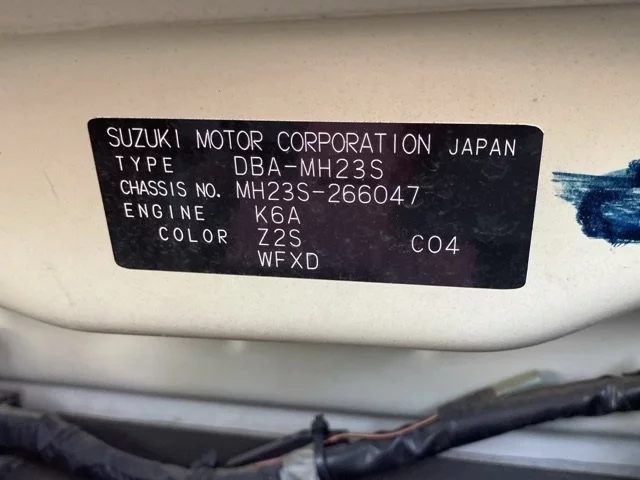 SUZUKI MOTOR CORPORATION JAPAN
TYPE DBA-MH23S
CHASSIS NO. MH23S-266047
ENGINE K6A
COLOR Z2S C04
WFXD